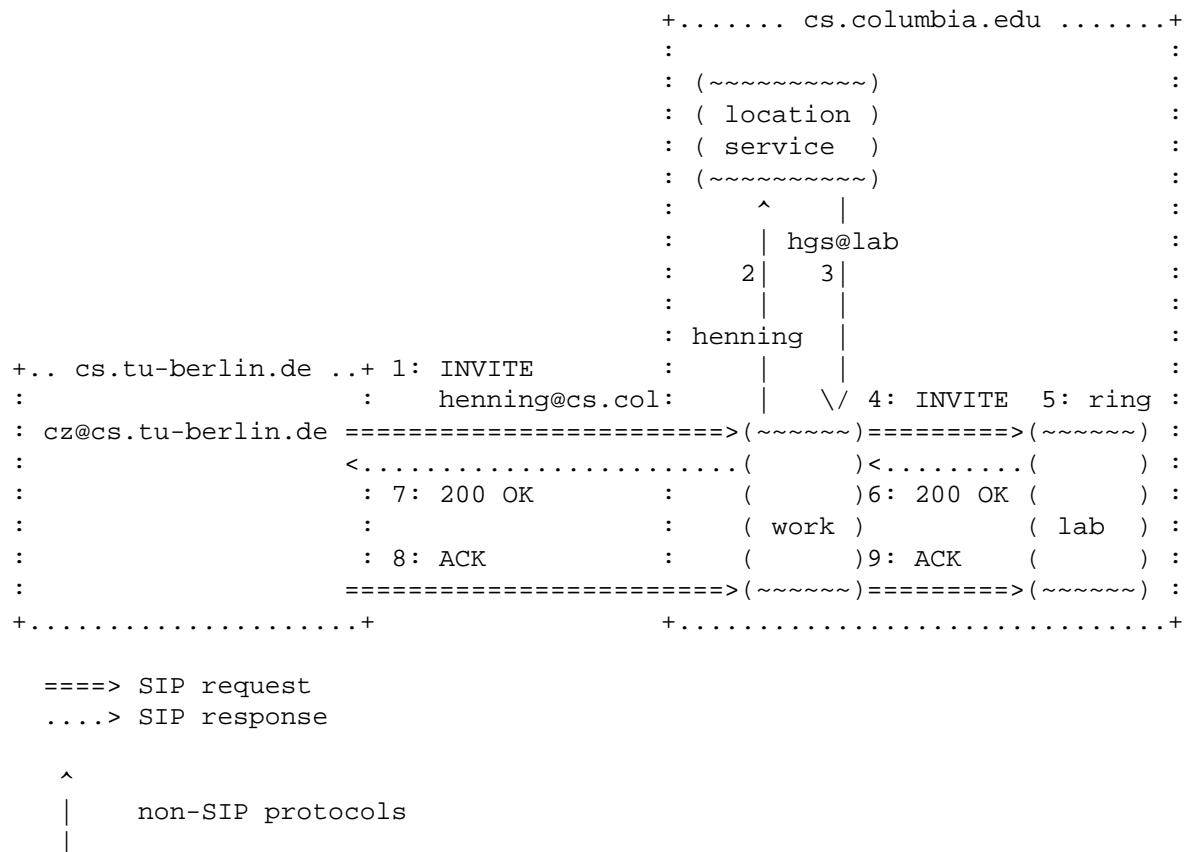 +....... cs.columbia.edu .......+
: :
: (~~~~~~~~~~) :
: ( location ) :
: ( service ) :
: (~~~~~~~~~~) :
: ^ | :
: | hgs@lab :
: 2| 3| :
: | | :
: henning | :
+.. cs.tu-berlin.de ..+ 1: INVITE : | | :
: : henning@cs.col: | \/ 4: INVITE 5: ring :
: cz@cs.tu-berlin.de ========================>(~~~~~~)=========>(~~~~~~) :
: <........................( )<.........( ) :
: : 7: 200 OK : ( )6: 200 OK ( ) :
: : : ( work ) ( lab ) :
: : 8: ACK : ( )9: ACK ( ) :
: ========================>(~~~~~~)=========>(~~~~~~) :
+.....................+ +...............................+
====> SIP request
....> SIP response
^
| non-SIP protocols
|